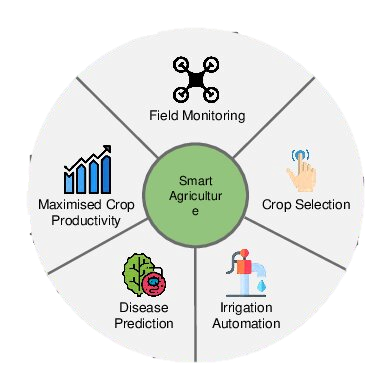 Field Monitoring
Smart
Agricultur
e
Maximised Crop
Productivity
Crop Selection
Disease
Prediction
Irrigation
Automation